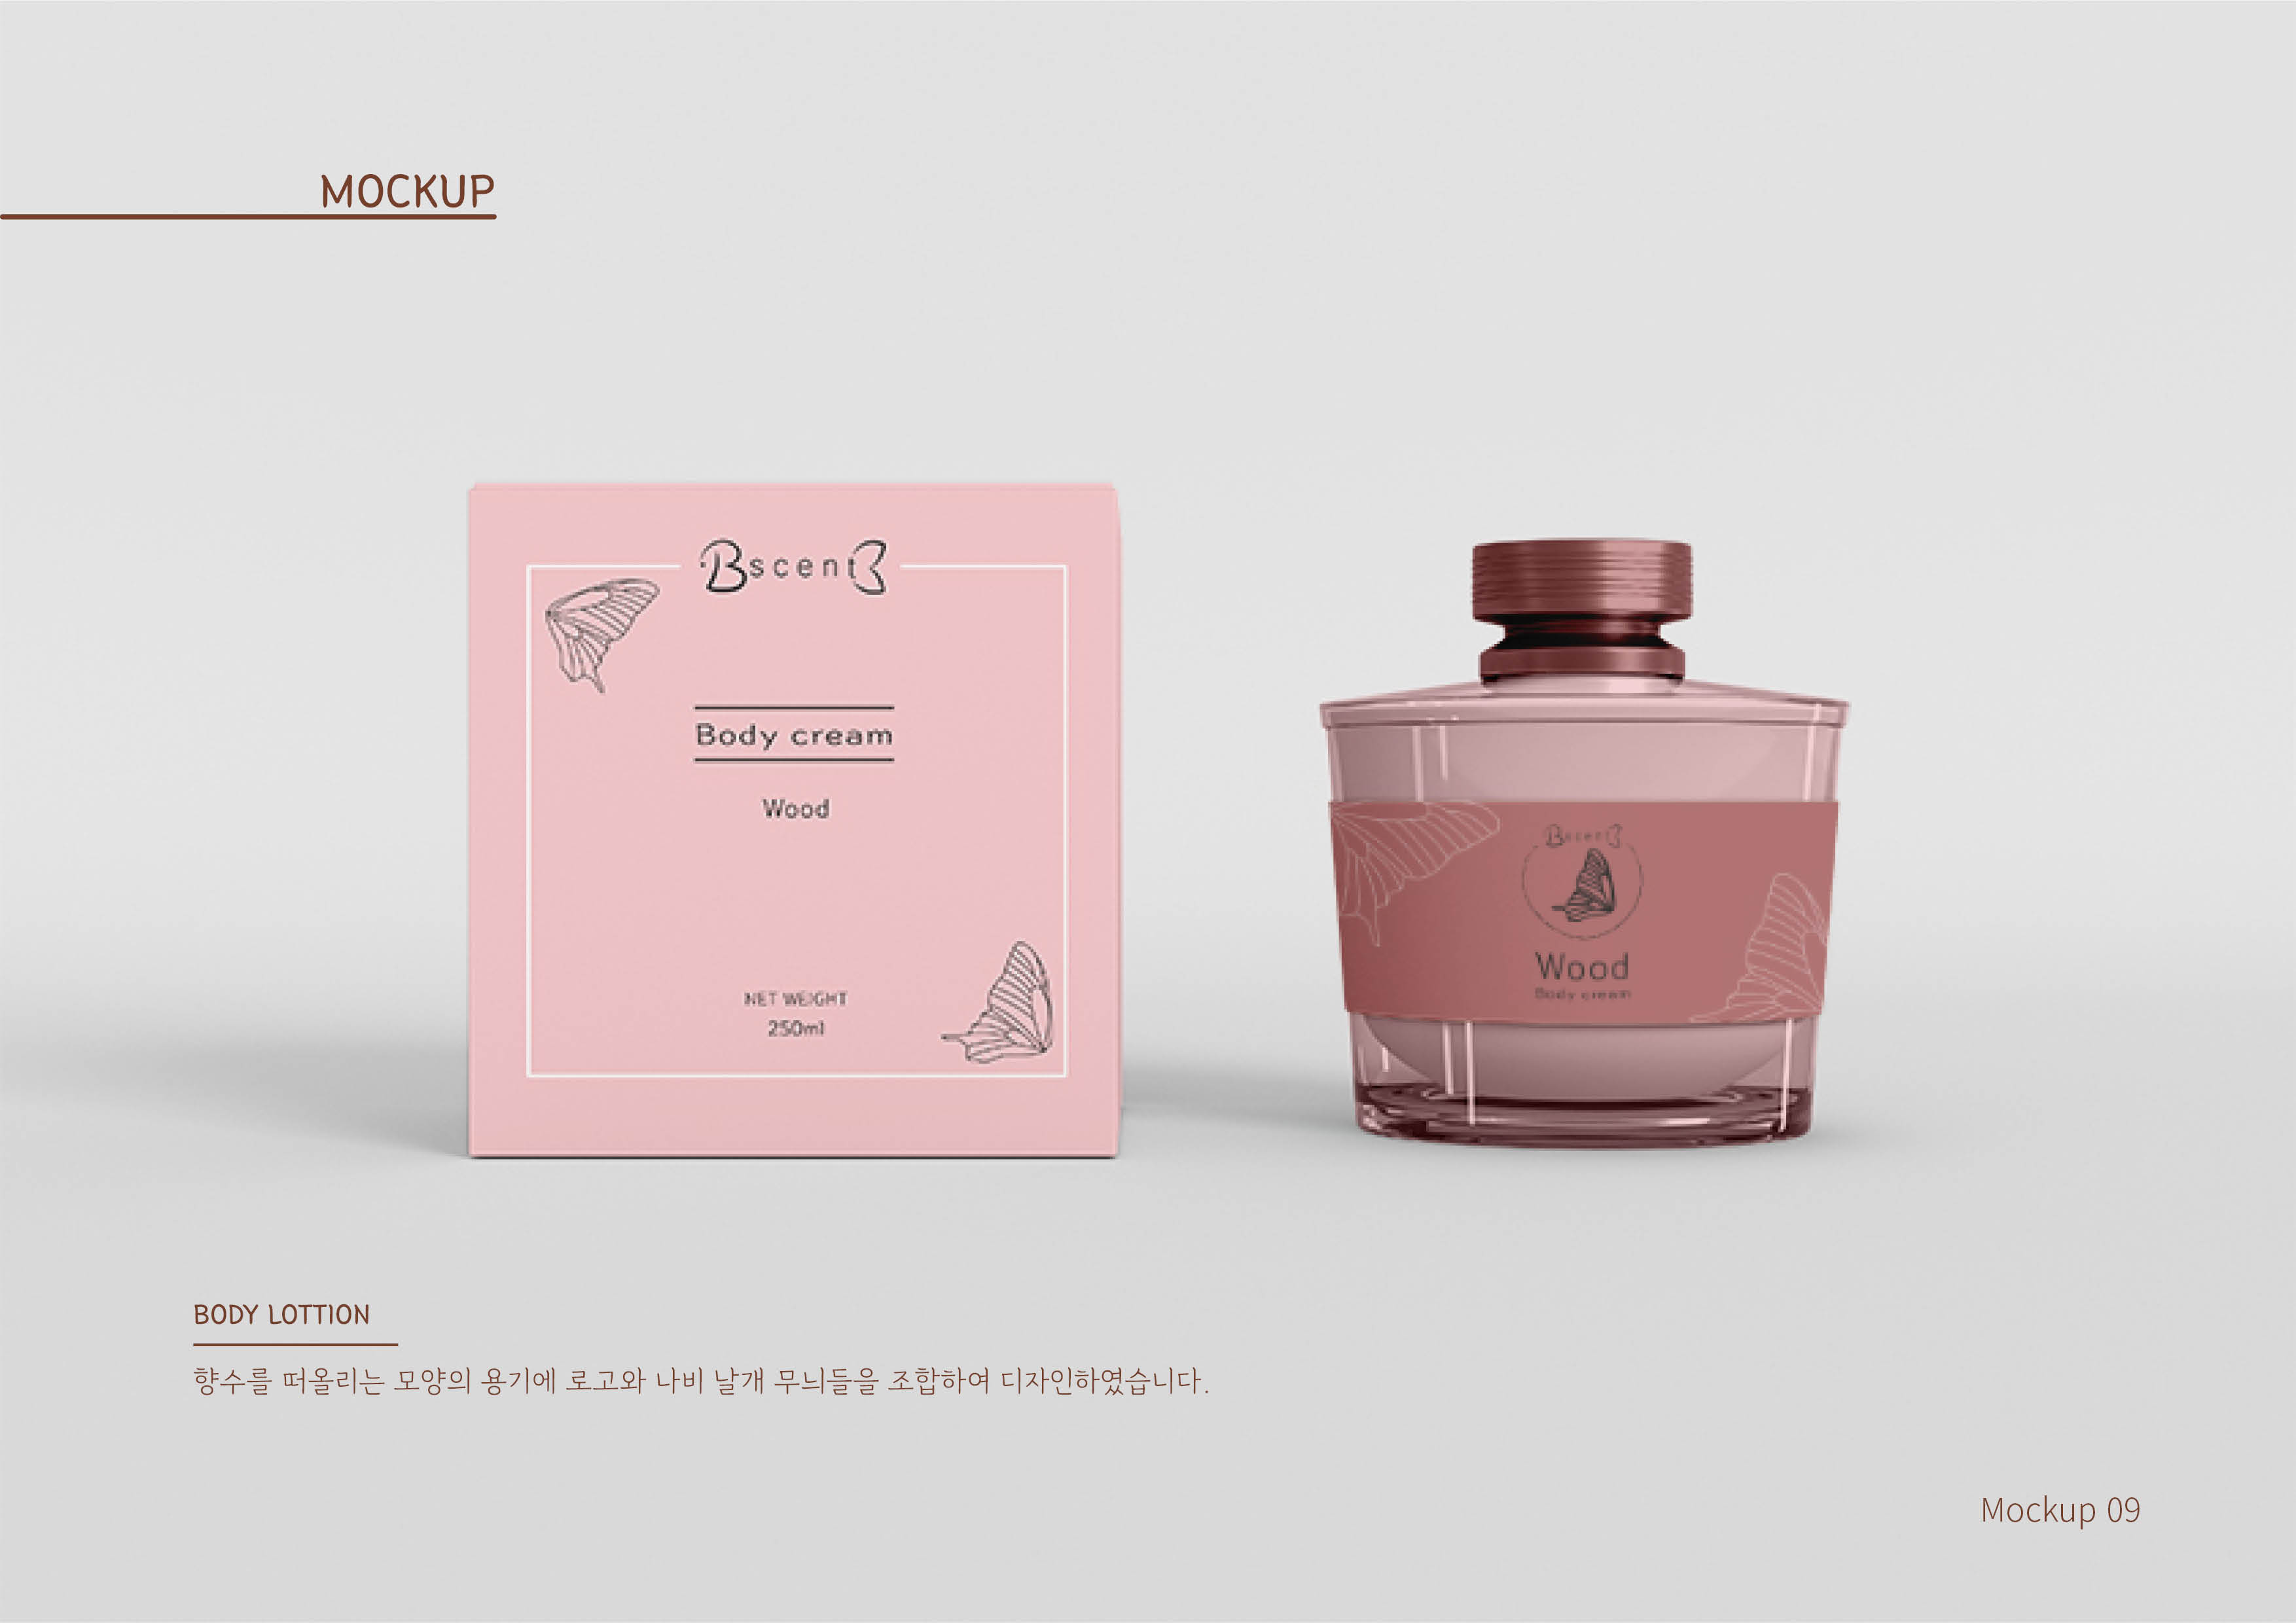 MOCKUP
Bscent
Body cream
Wood
NET WEIGHT
250ml
Bscent
Wood
Body cream
BODY LOTTION
향수를 떠올리는 모양의 용기에 로고와 나비 날개 무늬들을 조합하여 디자인하였습니다.
Mockup 09